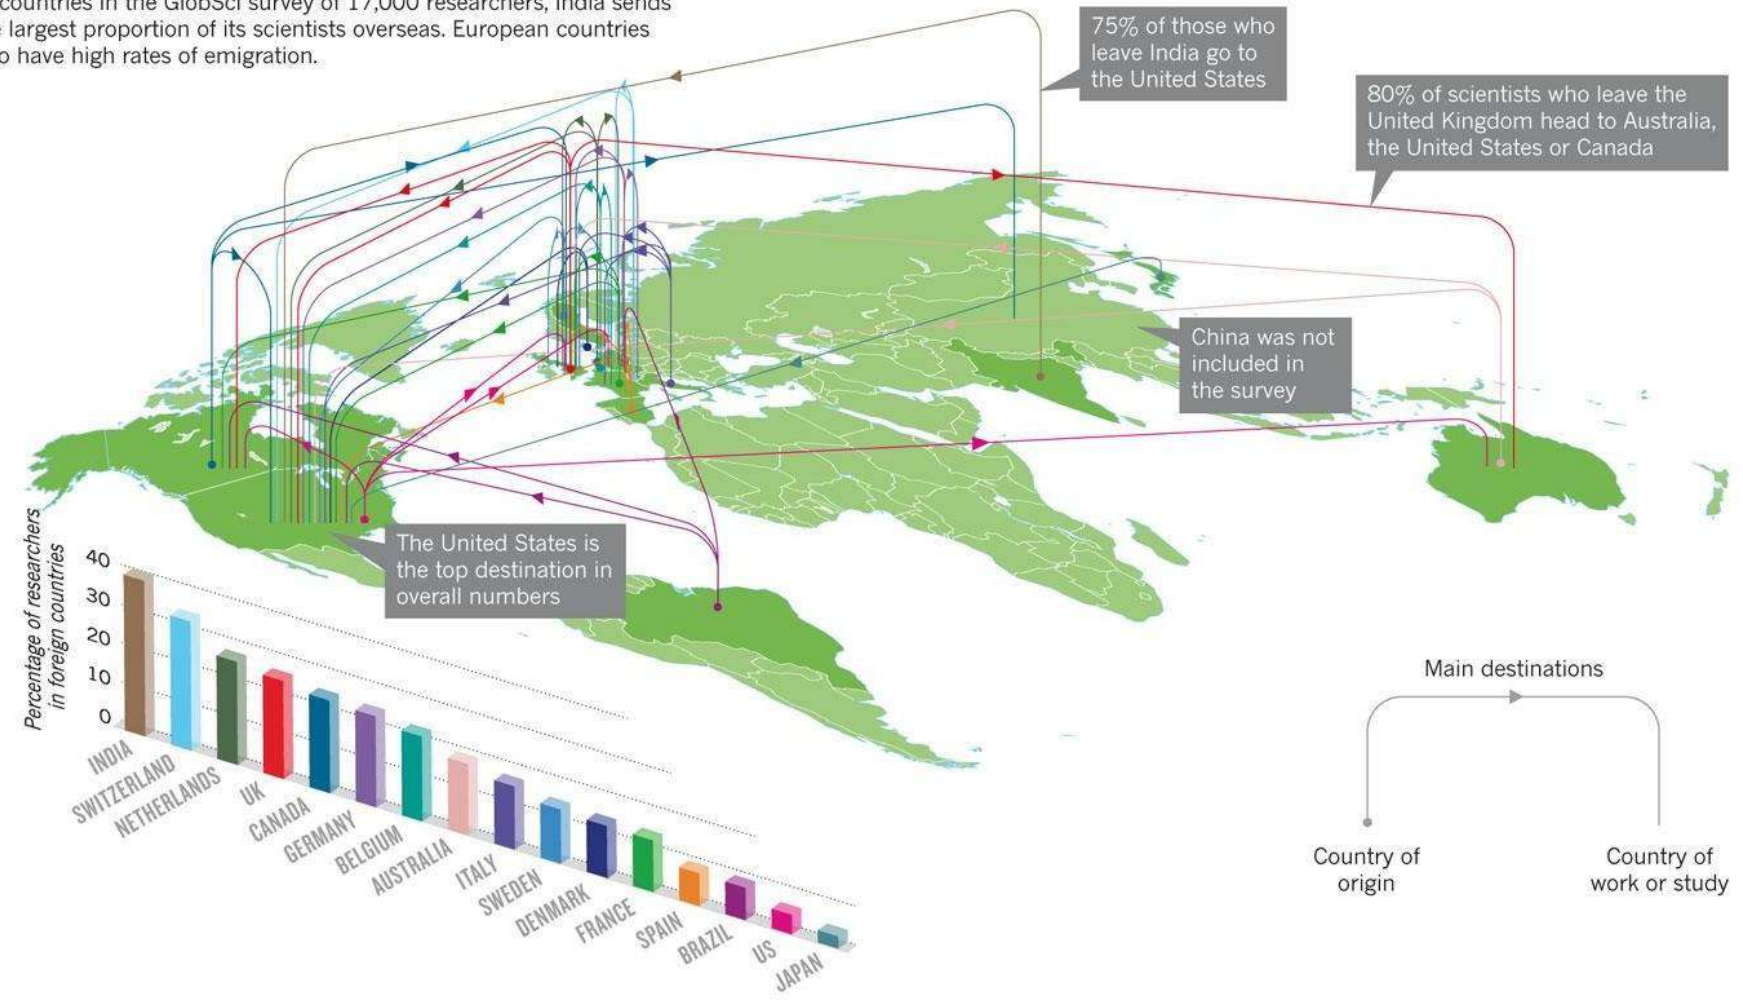 countries in the GlobSci survey of 17,000 researchers, India sends
largest proportion of its scientists overseas. European countries
have high rates of emigration.
75% of those who
leave India go to
the United States
80% of scientists who leave the
United Kingdom head to Australia,
the United States or Canada
China was not
included in
the survey
The United States is
the top destination in
overall numbers
Percentage of researchers
in foreign countries
40
30
20
10
0
INDIA
SWITZERLAND
NETHERLANDS
UK
CANADA
GERMANY
BELGIUM
AUSTRALIA
ITALY
SWEDEN
DENMARK
FRANCE
SPAIN
BRAZIL
US
JAPAN
Main destinations
Country of
origin
Country of
work or study